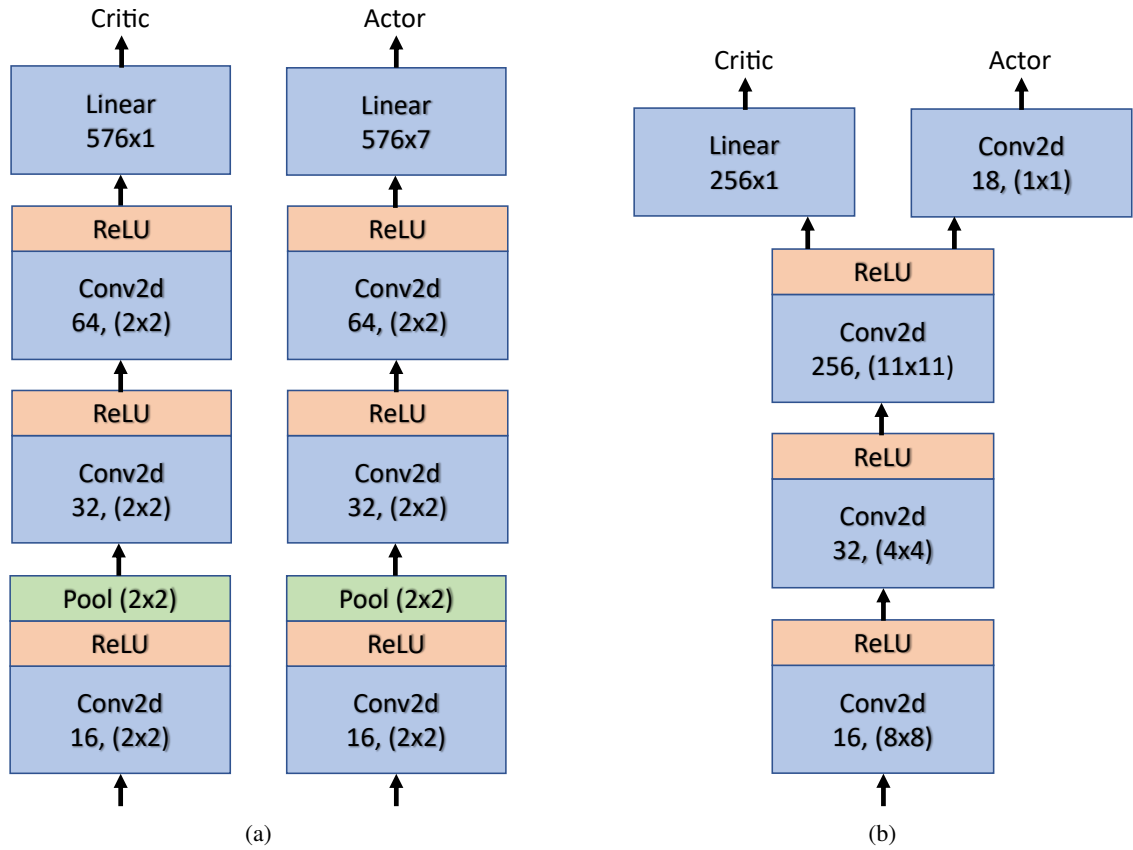 Critic
Linear
576x1
ReLU
Conv2d
64, (2x2)
ReLU
Conv2d
32, (2x2)
Pool (2x2)
ReLU
Conv2d
16, (2x2)
Actor
Linear
576x7
ReLU
Conv2d
64, (2x2)
ReLU
Conv2d
32, (2x2)
Pool (2x2)
ReLU
Conv2d
16, (2x2)
(a)
Critic
Linear
256x1
Actor
Conv2d
18, (1x1)
ReLU
Conv2d
256, (11x11)
ReLU
Conv2d
32, (4x4)
ReLU
Conv2d
16, (8x8)
(b)